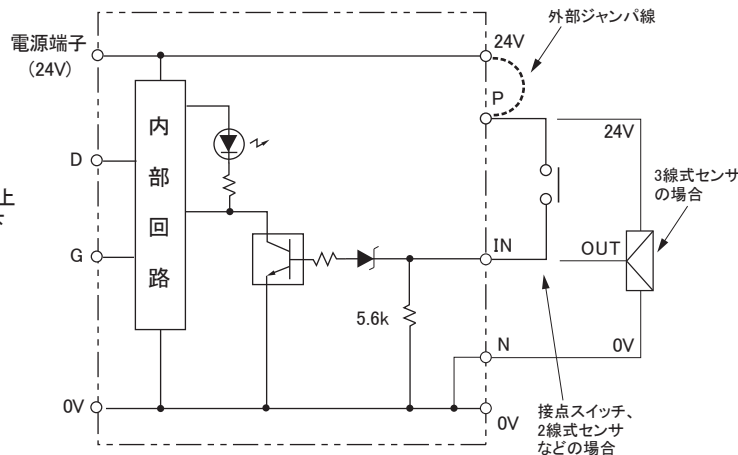 外部ジャンパ線
電源端子
(24V)
24V
P
24V
内
部
回
路
D
上
3線式センサ
の場合
G
IN
OUT
5.6k
N
0V
0V
0V
接点スイッチ、
2線式センサ
などの場合